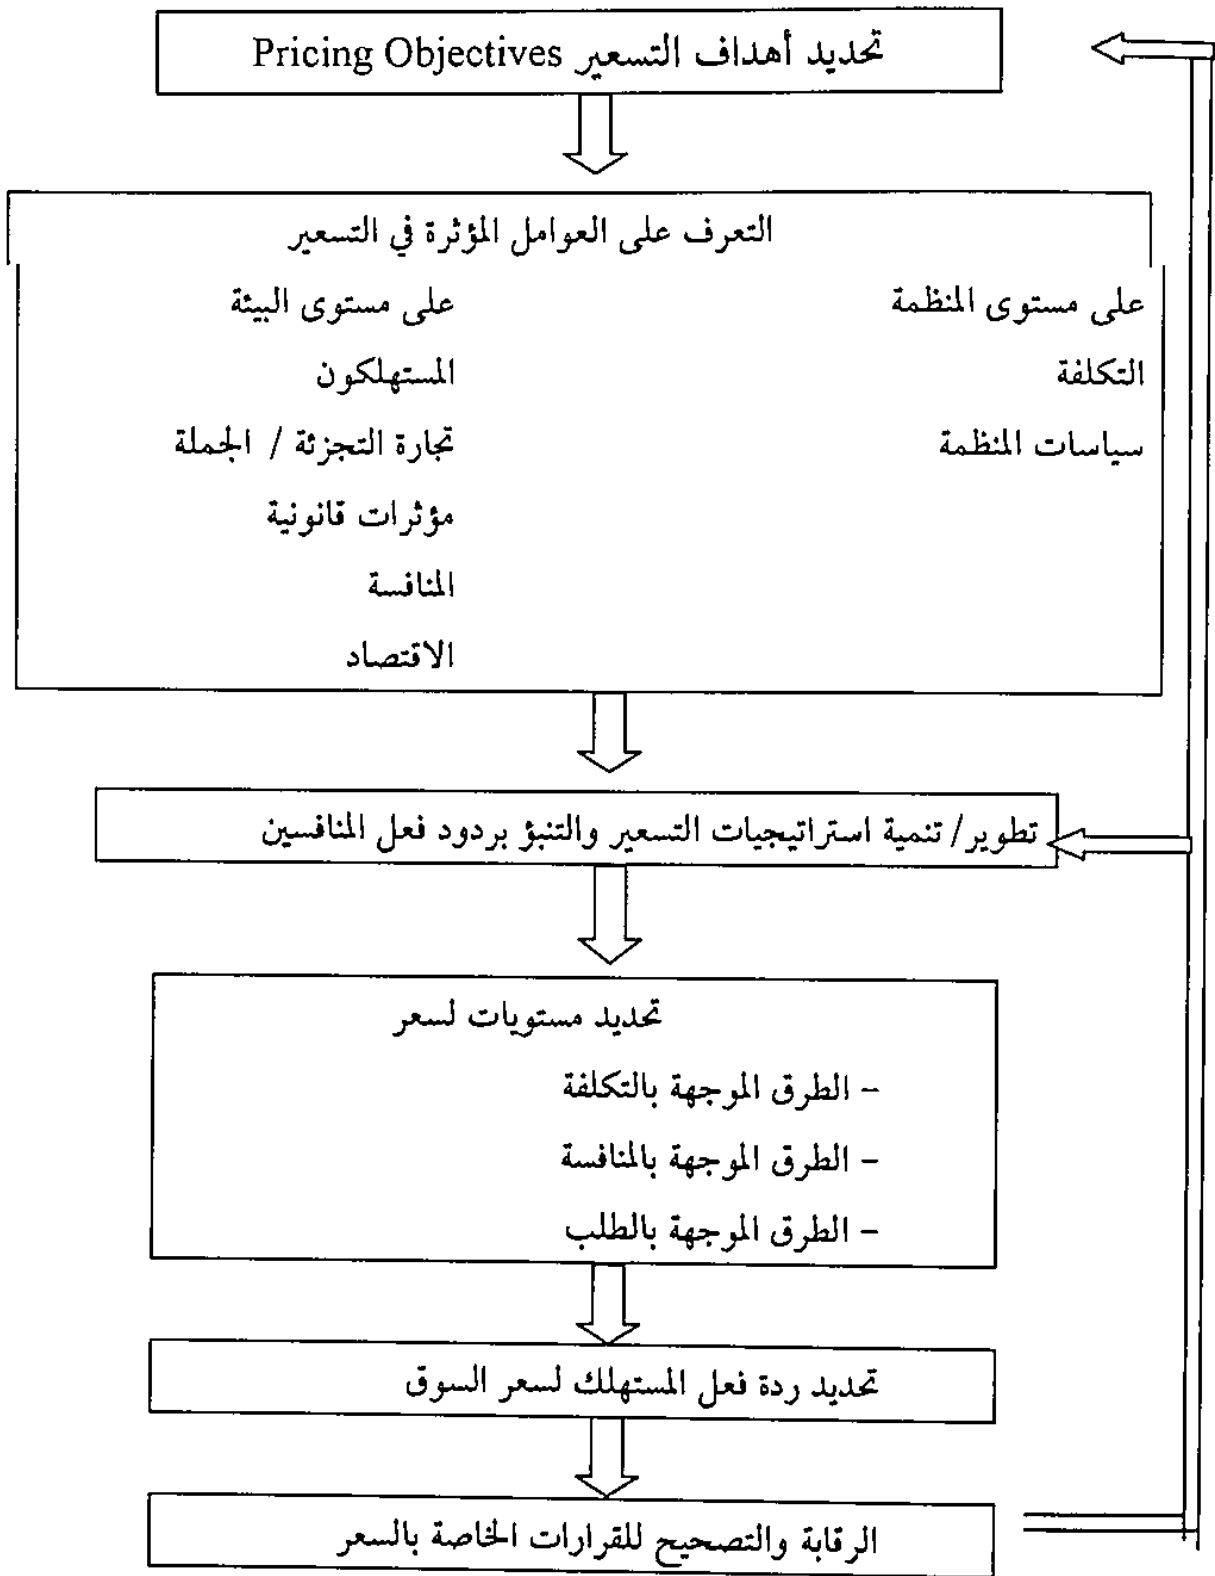 تحديد أهداف التسعير Pricing Objectives
التعرف على العوامل المؤثرة في التسعير
على مستوى المنظمة
التكلفة
سياسات المنظمة
على مستوى البيئة
المستهلكون
تجارة التجزئة / الجملة
مؤثرات قانونية
المنافسة
الاقتصاد
تطوير/ تنمية استراتيجيات التسعير والتنبؤ بردود فعل المنافسين
تحديد مستويات لسعر
– الطرق الموجهة بالتكلفة
– الطرق الموجهة بالمنافسة
– الطرق الموجهة بالطلب
تحديد ردة فعل المستهلك لسعر السوق
الرقابة والتصحيح للقرارات الخاصة بالسعر